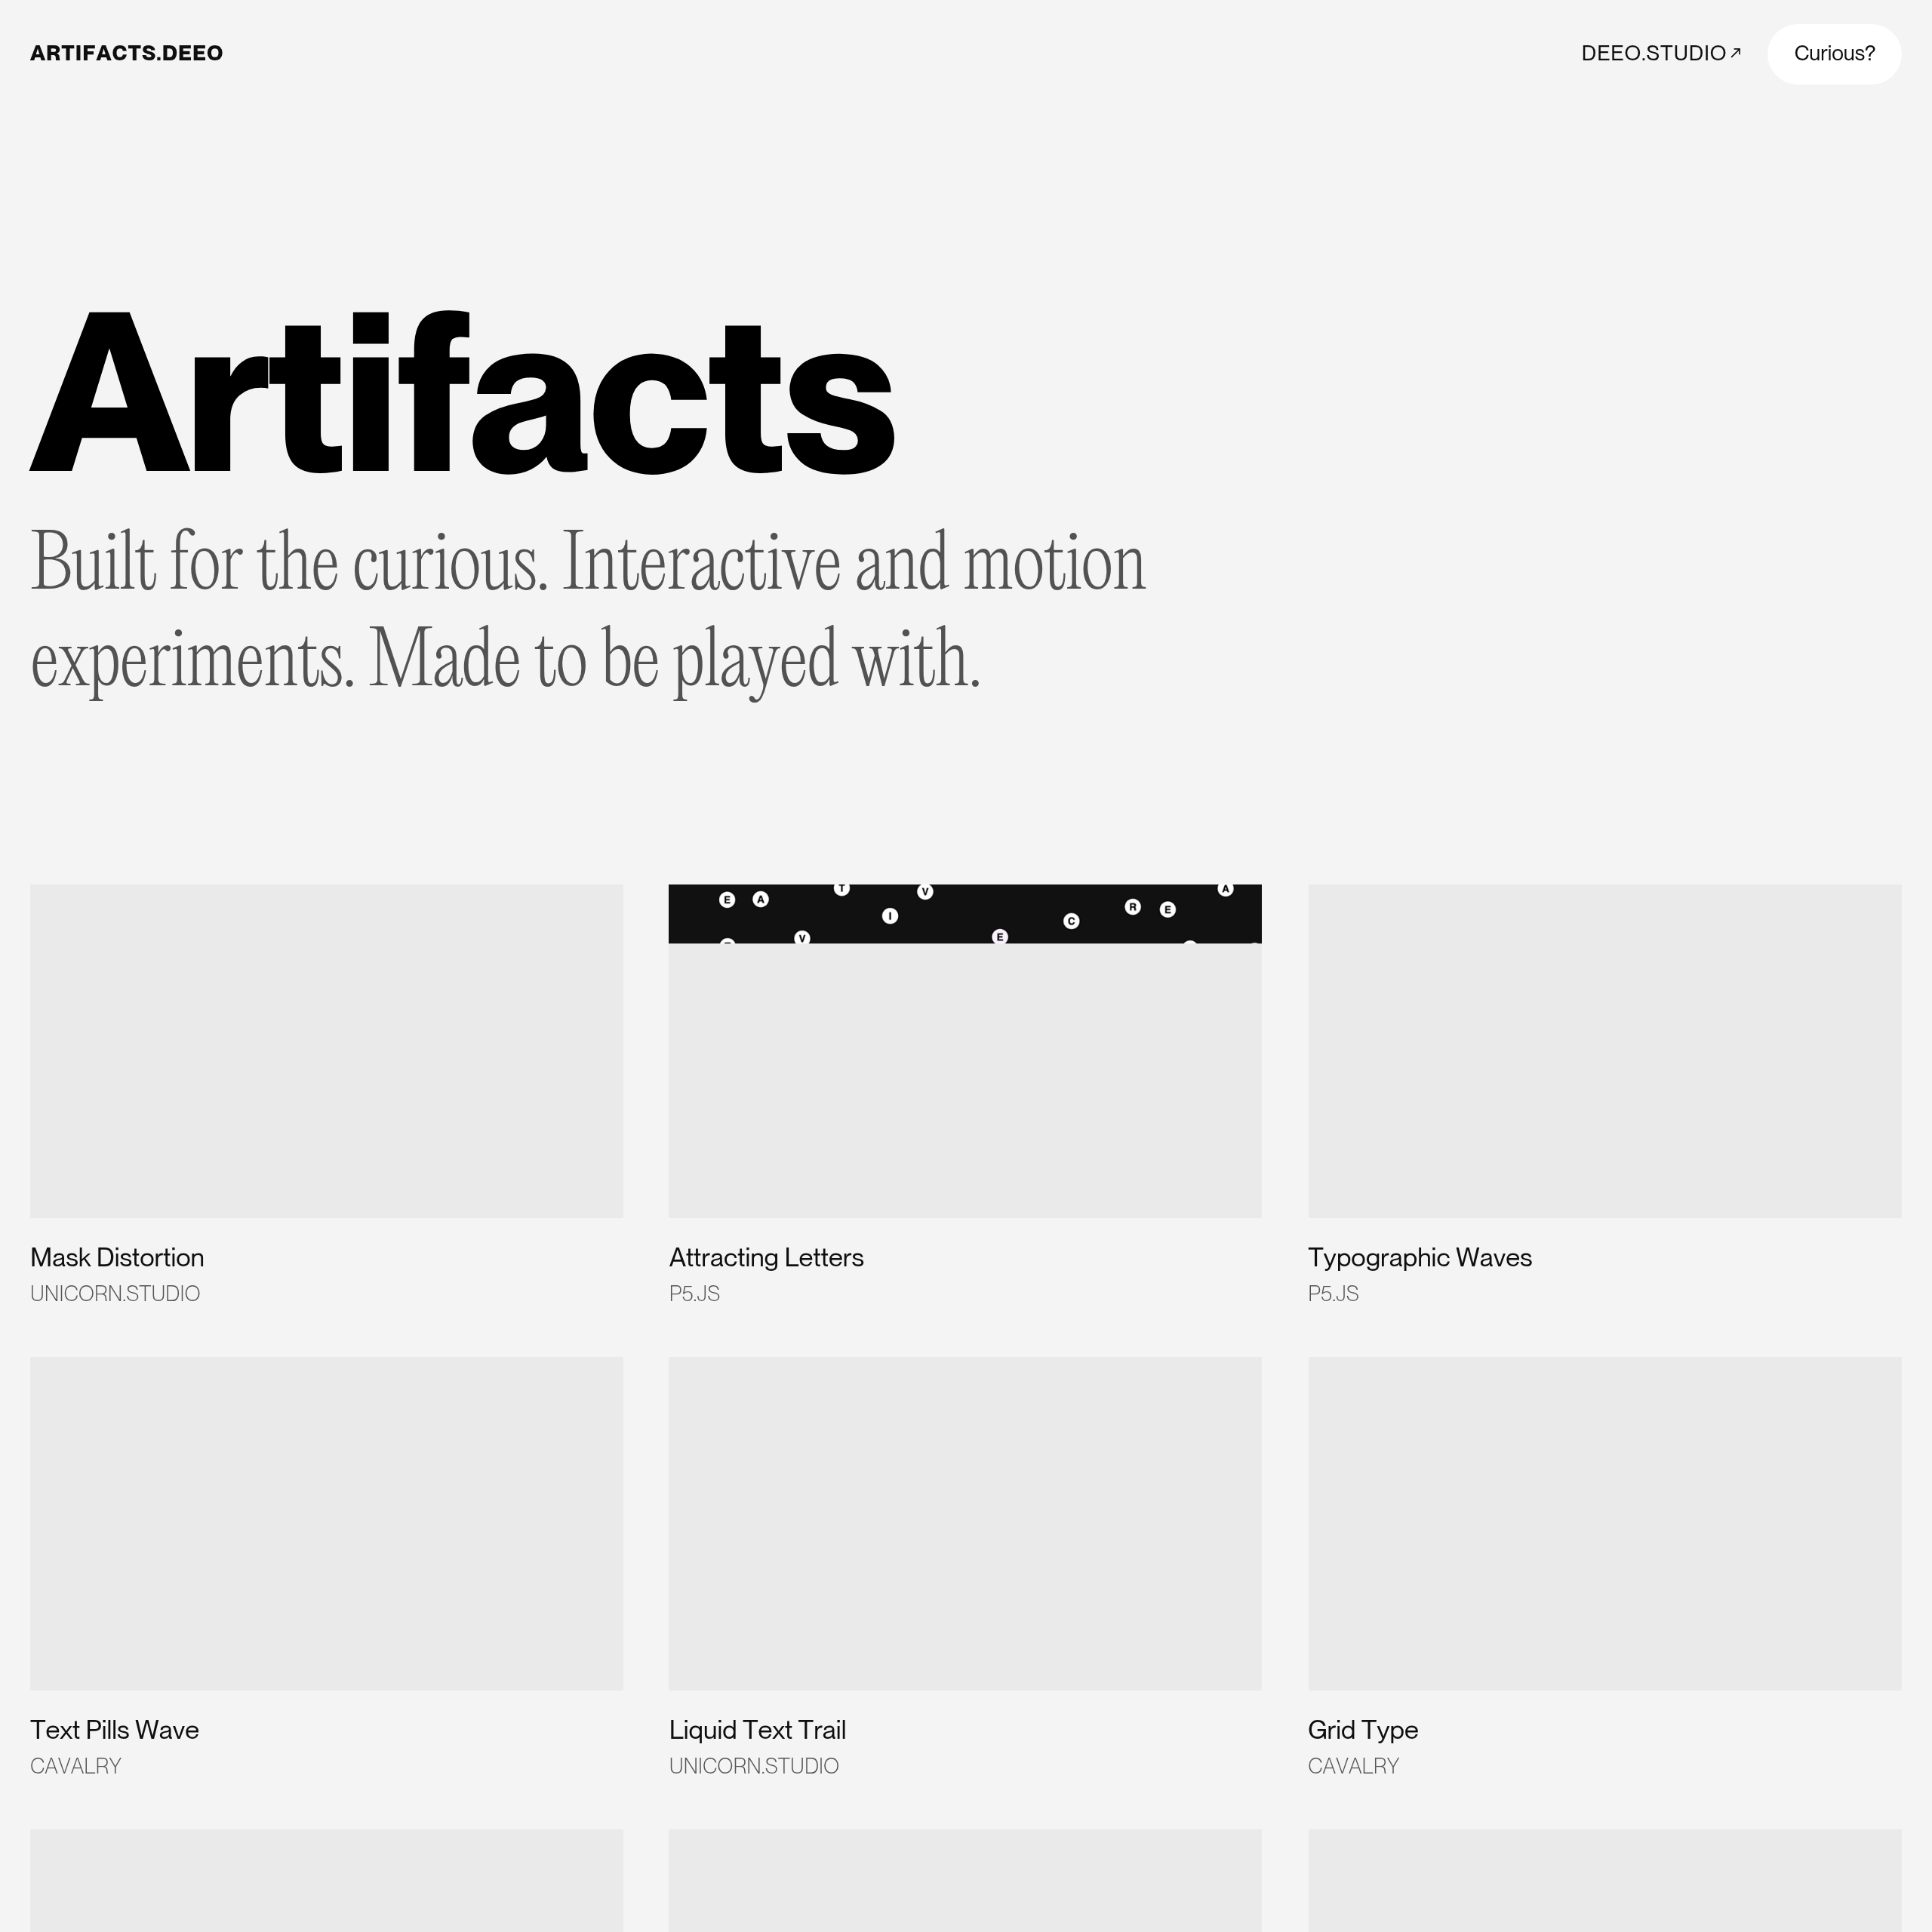 ARTIFACTS.DEEO
DEEO.STUDIO↗
Curious?
Artifacts
Built for the curious. Interactive and motion
experiments. Made to be played with.
E A T I V
C R E A
V E
Mask Distortion
UNICORN.STUDIO
Attracting Letters
P5.JS
Typographic Waves
P5.JS
Text Pills Wave
CAVALRY
Liquid Text Trail
UNICORN.STUDIO
Grid Type
CAVALRY